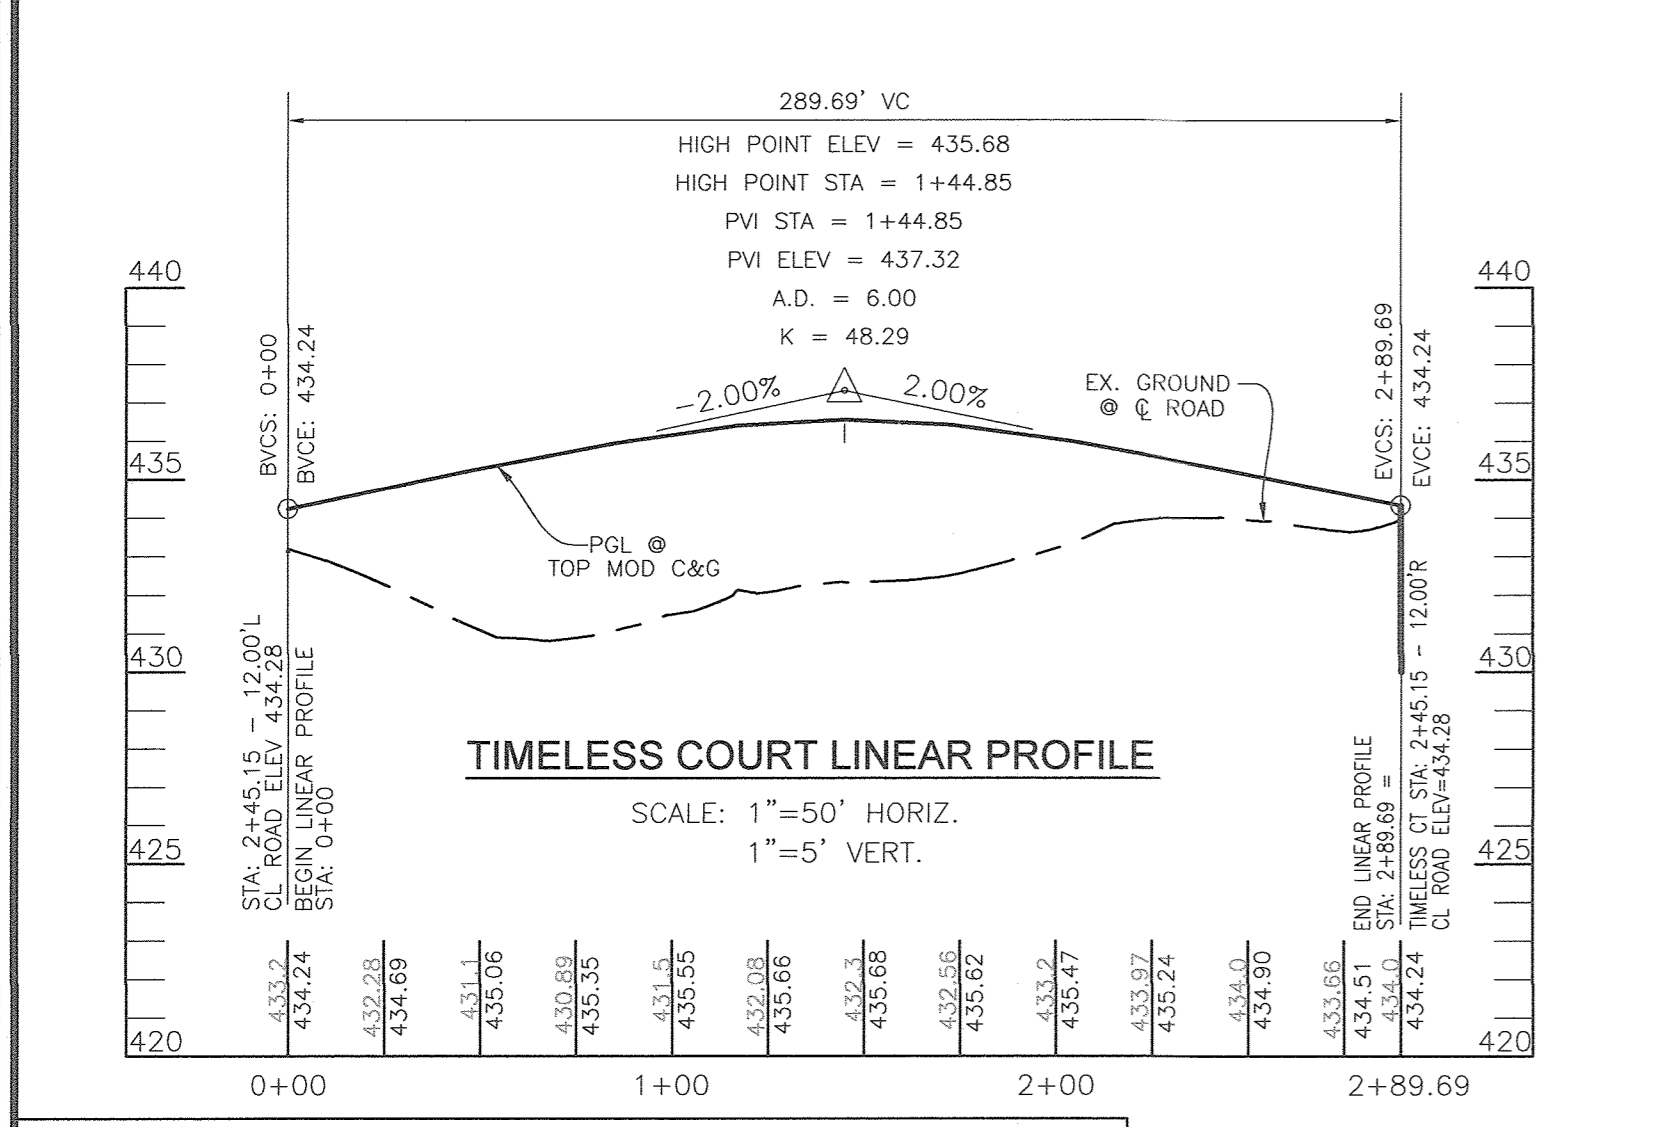 289.69' VC
HIGH POINT ELEV = 435.68
HIGH POINT STA = 1+44.85
PVI STA = 1+44.85
PVI ELEV = 437.32
A.D. = 6.00
K = 48.29
-2.00%
2.00%
EX. GROUND
@ ℄ ROAD
BVCS: 0+00
BVCE: 434.24
EVCS: 2+89.69
EVCE: 434.24
440
435
430
425
420
440
435
430
425
420
PGL @
TOP MOD C&G
STA: 2+45.15 - 12.00'L
CL ROAD ELEV 434.28
BEGIN LINEAR PROFILE
STA: 0+00
TIMELESS COURT LINEAR PROFILE
SCALE: 1"=50' HORIZ.
1"=5' VERT.
END LINEAR PROFILE
STA: 2+89.69 =
TIMELESS CT STA: 2+45.15 - 12.00'R
CL ROAD ELEV=434.28
433.2
434.24
432.28
434.69
431.1
435.06
430.89
435.35
431.5
435.55
432.08
435.66
432.3
435.68
432.56
435.62
433.2
435.47
433.97
435.24
434.0
434.90
433.66
434.51
434.0
434.24
0+00
1+00
2+00
2+89.69